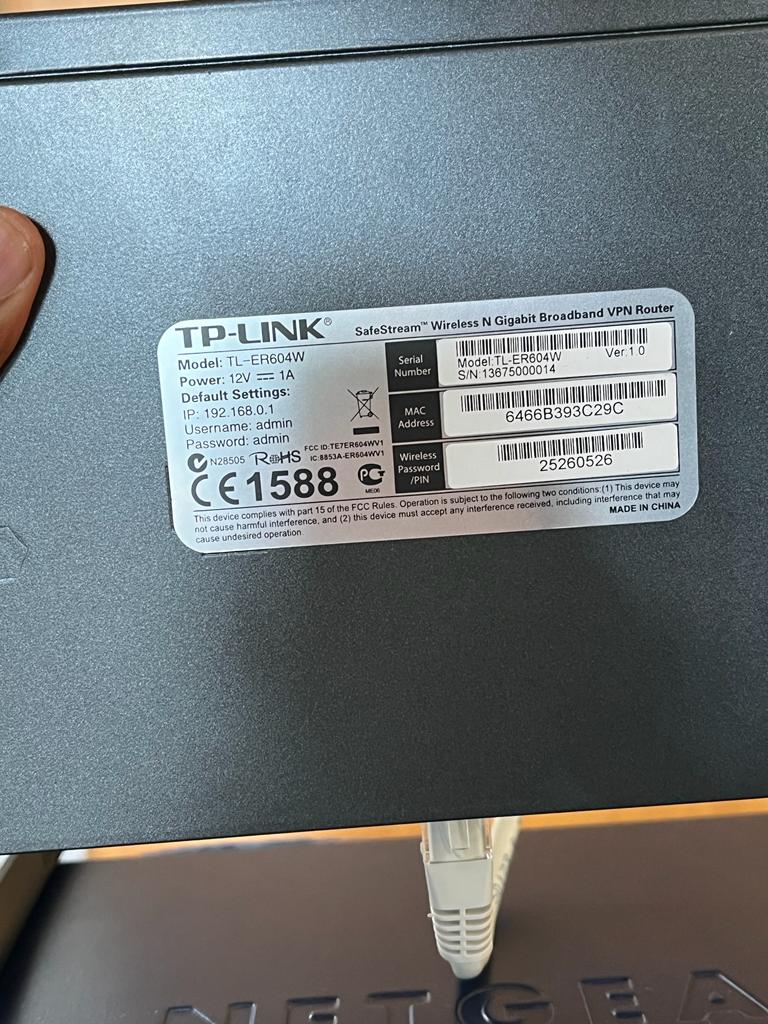 TP-LINK®
SafeStream™ Wireless N Gigabit Broadband VPN Router
Model: TL-ER604W
Power: 12V ⎓ 1A
Default Settings:
IP: 192.168.0.1
Username: admin
Password: admin
N28505 RoHS
FCC ID:TE7ER604WV1
IC:8853A-ER604WV1
CE1588
ME06
Serial
Number
Model:TL-ER604W Ver:1.0
S/N:13675000014
MAC
Address
6466B393C29C
Wireless
Password
/PIN
25260526
This device complies with part 15 of the FCC Rules. Operation is subject to the following two conditions:(1) This device may
not cause harmful interference, and (2) this device must accept any interference received, including interference that may
cause undesired operation.
MADE IN CHINA
NETGEA